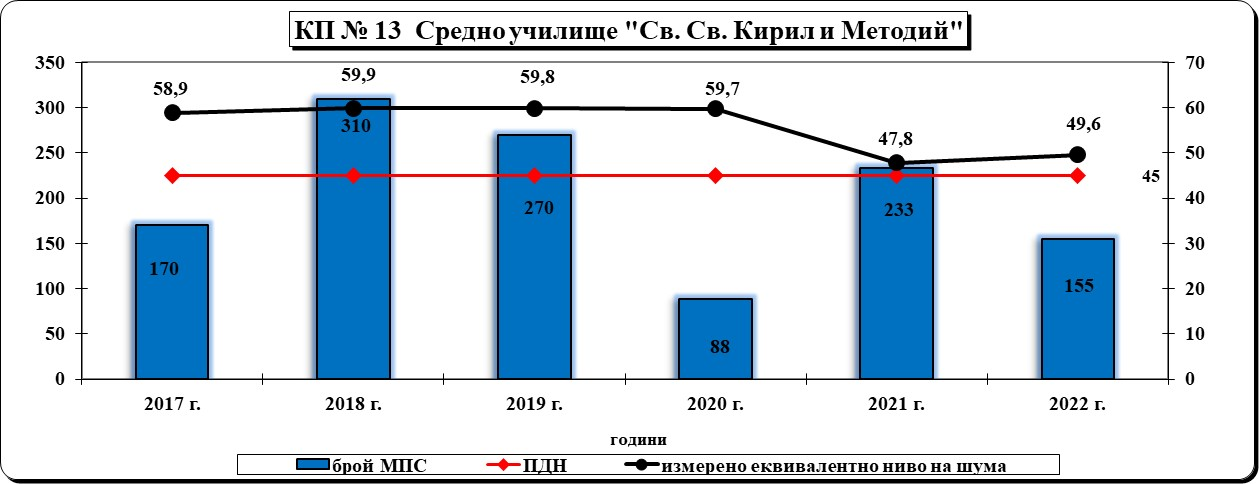 КП № 13 Средно училище "Св. Св. Кирил и Методий"
350 70
58,9 59,9 59,8 59,7
300 60
310
47,8 49,6
250 50
45
200 270 233 40
150 170 30
155
100 20
88
50 10
0 0
2017 г. 2018 г. 2019 г. 2020 г. 2021 г. 2022 г.
години
брой МПС ПДН измерено еквивалентно ниво на шума